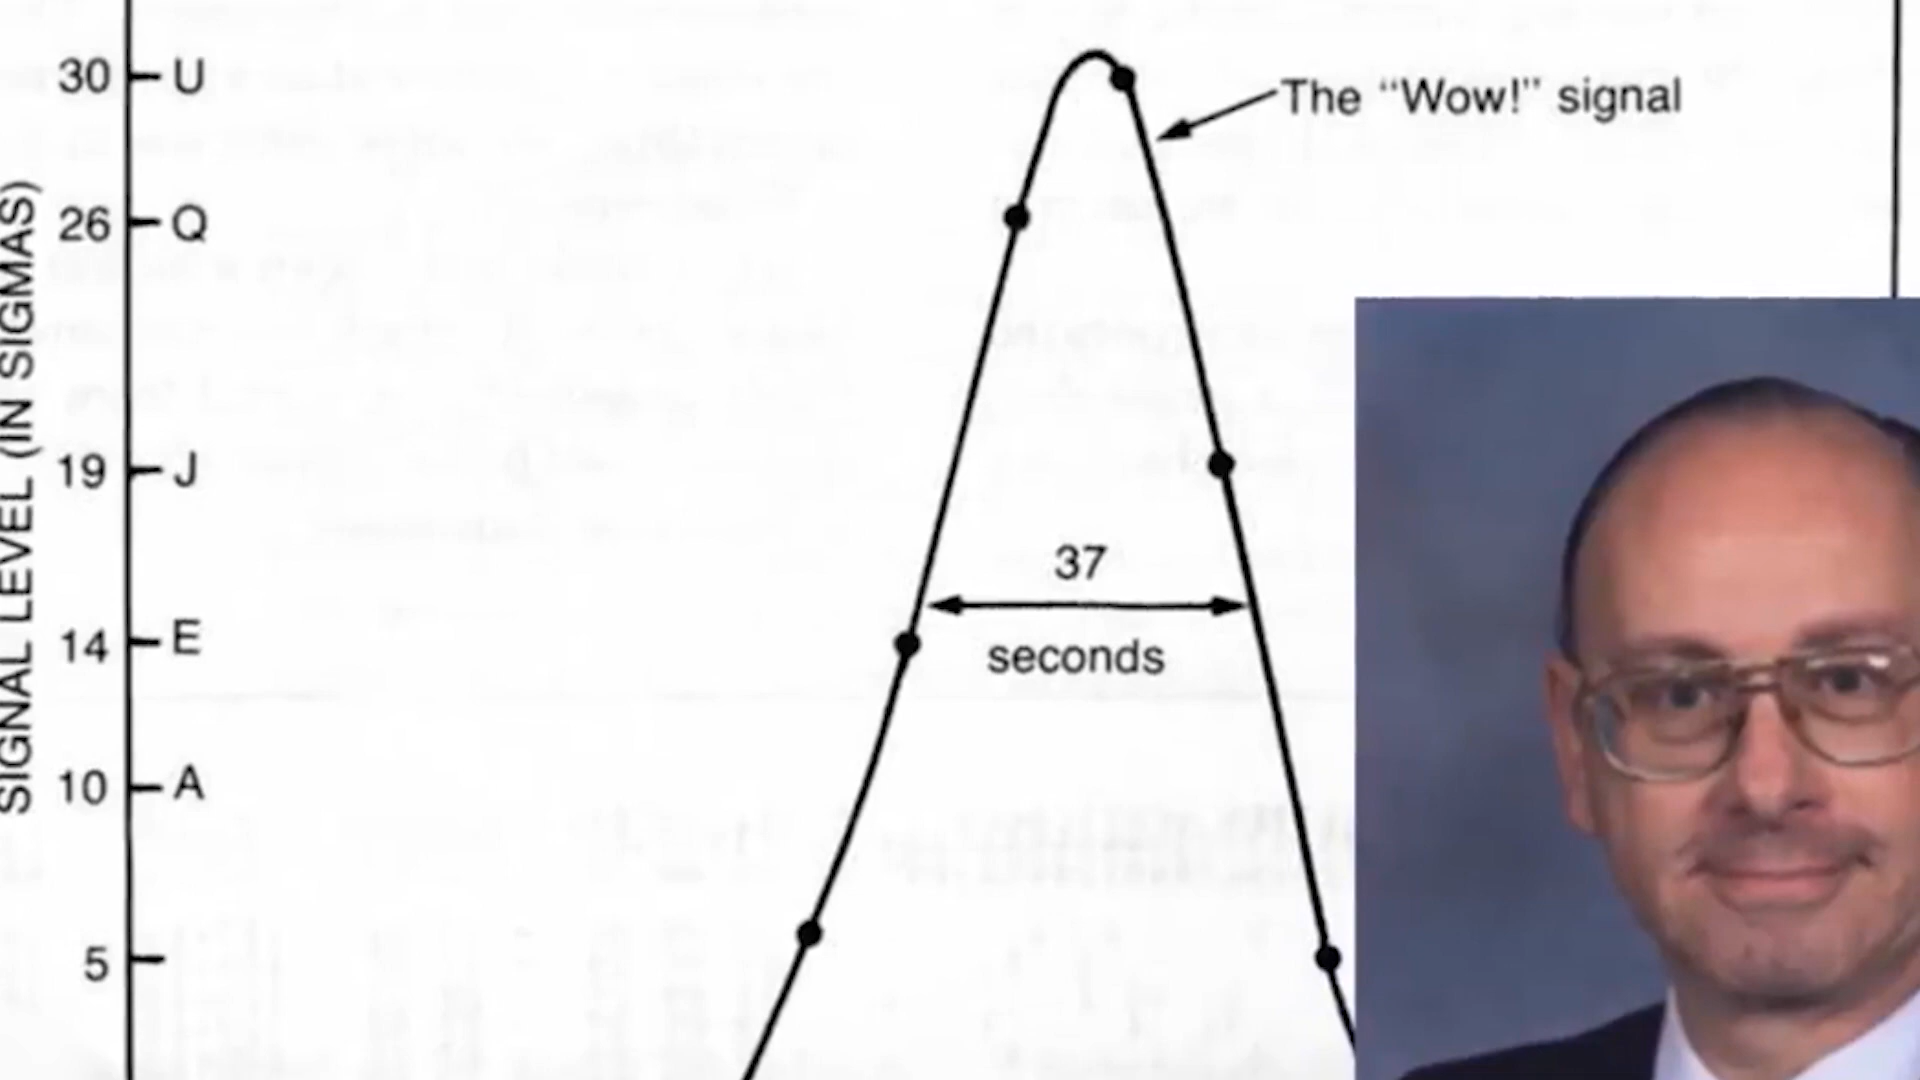 SIGNAL LEVEL (IN SIGMAS)
30 U
The “Wow!” signal
26 Q
19 J
37
seconds
14 E
10 A
5